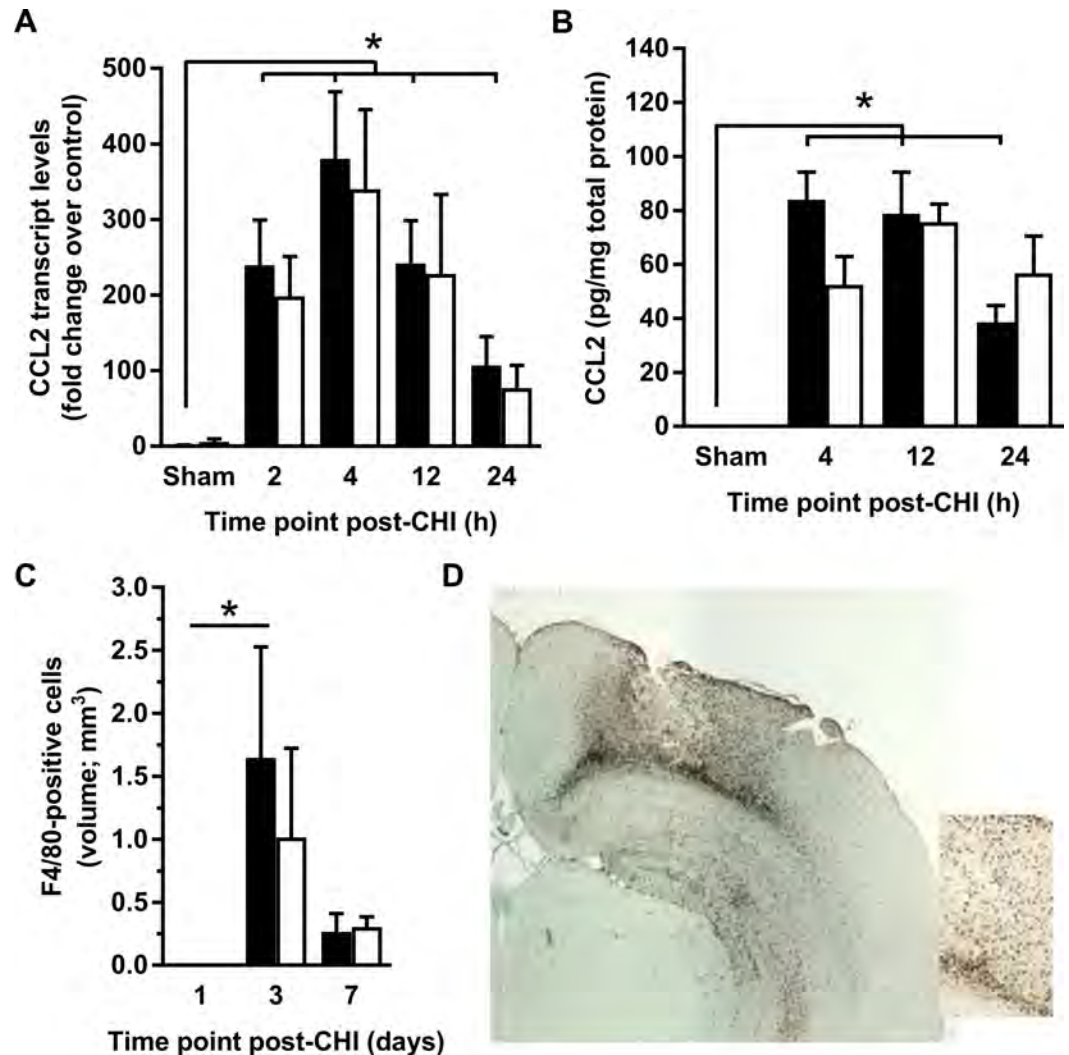 A
CCL2 transcript levels
(fold change over control)
500
400
300
200
100
0
*
Sham 2 4 12 24
Time point post-CHI (h)
B
CCL2 (pg/mg total protein)
140
120
100
80
60
40
20
0
*
Sham 4 12 24
Time point post-CHI (h)
C
F4/80-positive cells
(volume; mm³)
3.0
2.5
2.0
1.5
1.0
0.5
0.0
*
1 3 7
Time point post-CHI (days)
D